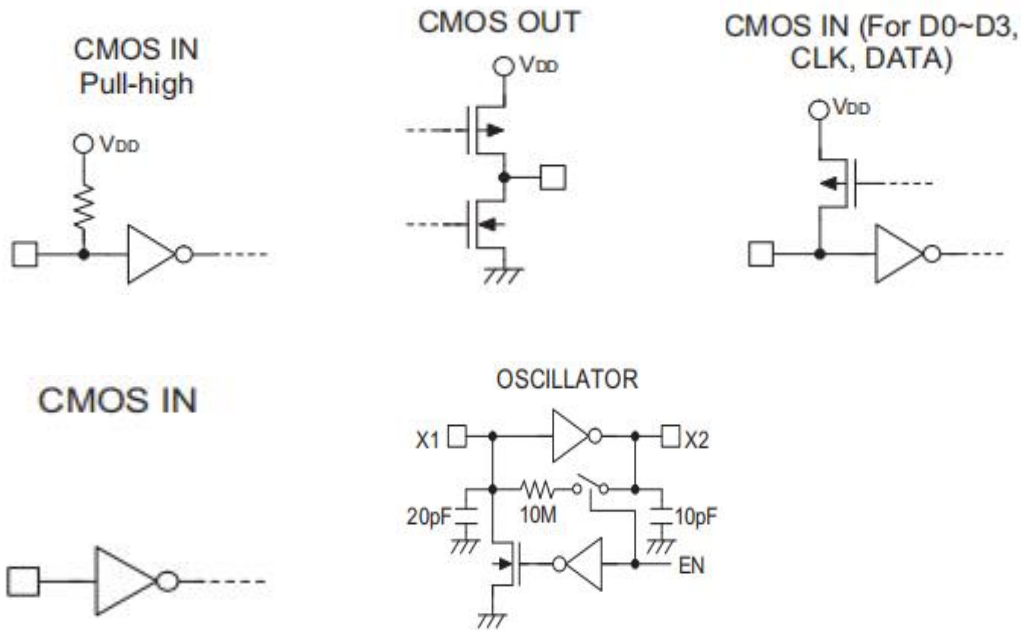 CMOS IN
Pull-high
VDD
CMOS OUT
VDD
CMOS IN (For D0~D3,
CLK, DATA)
VDD
CMOS IN
OSCILLATOR
X1
X2
20pF
10M
10pF
EN